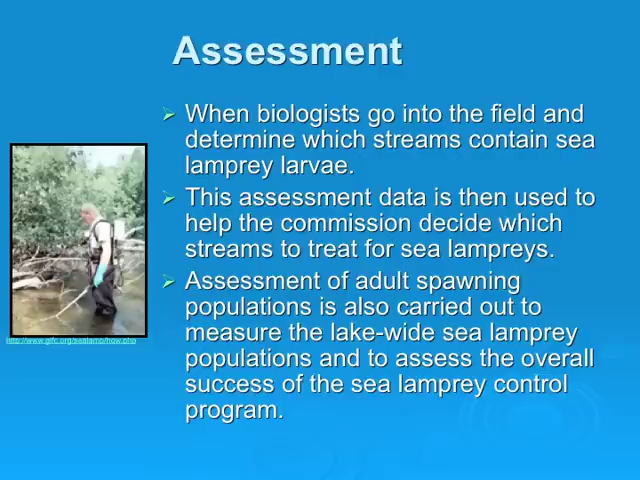 Assessment
➢ When biologists go into the field and
determine which streams contain sea
lamprey larvae.
➢ This assessment data is then used to
help the commission decide which
streams to treat for sea lampreys.
➢ Assessment of adult spawning
populations is also carried out to
measure the lake-wide sea lamprey
populations and to assess the overall
success of the sea lamprey control
program.
http://www.glfc.org/sealamp/how.php